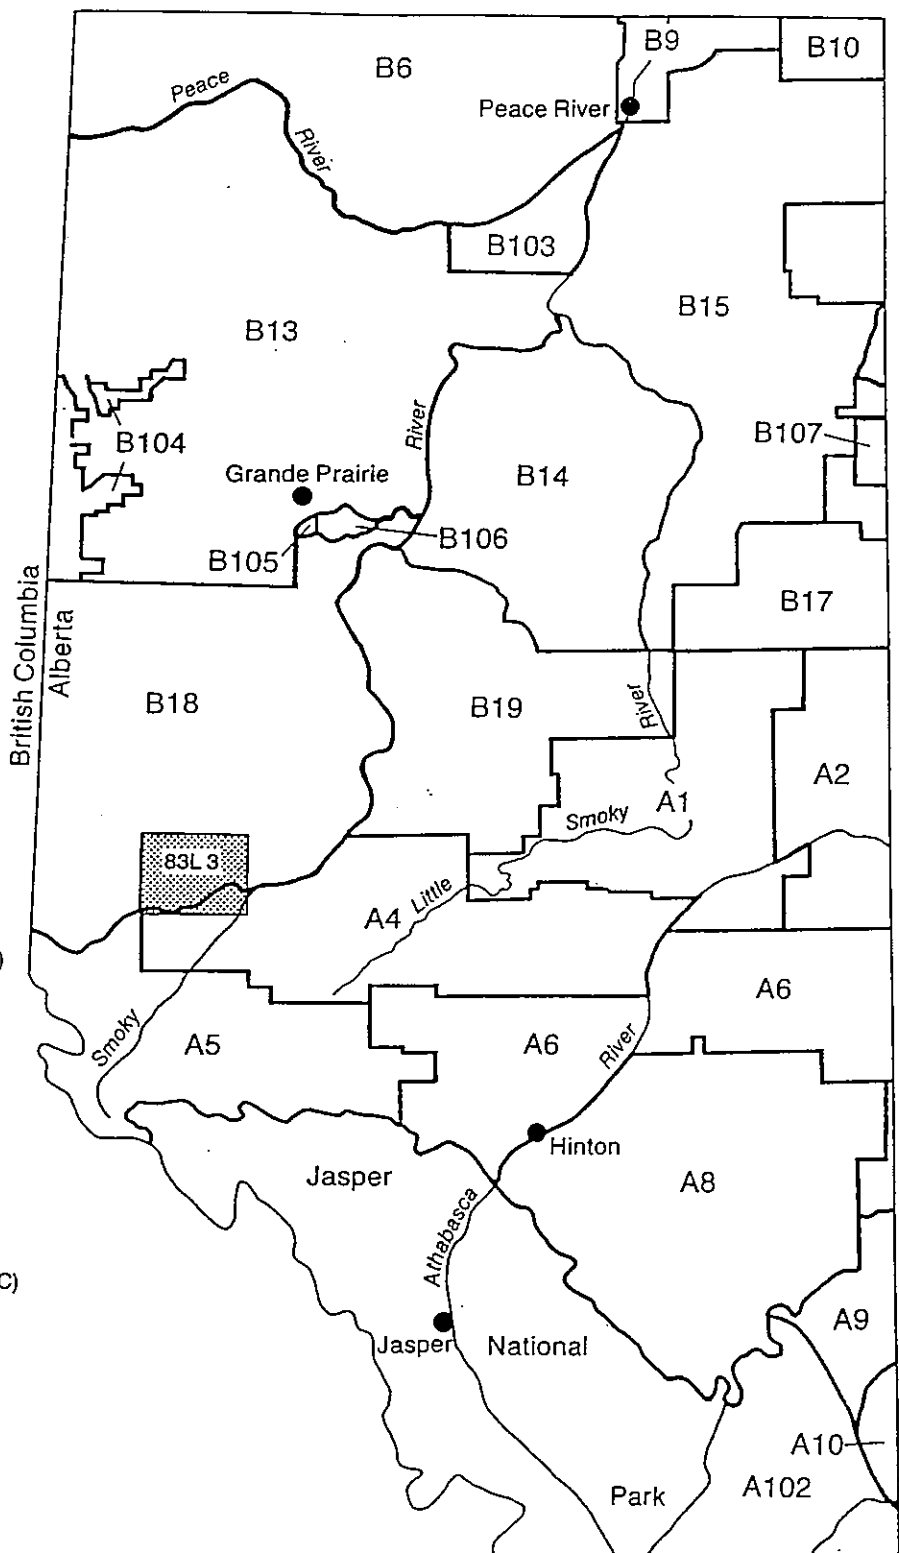 B9
B10
B6
Peace
Peace River
River
B103
B15
B13
River
B107
B104
Grande Prairie
B14
B105
B106
B17
British Columbia
Alberta
B18
B19
River
A2
A1
Smoky
83L 3
Little
A4
)
A6
Smoky
A5
A6
River
Hinton
Jasper
A8
Athabasca
C)
A9
Jasper
National
A10
A102
Park